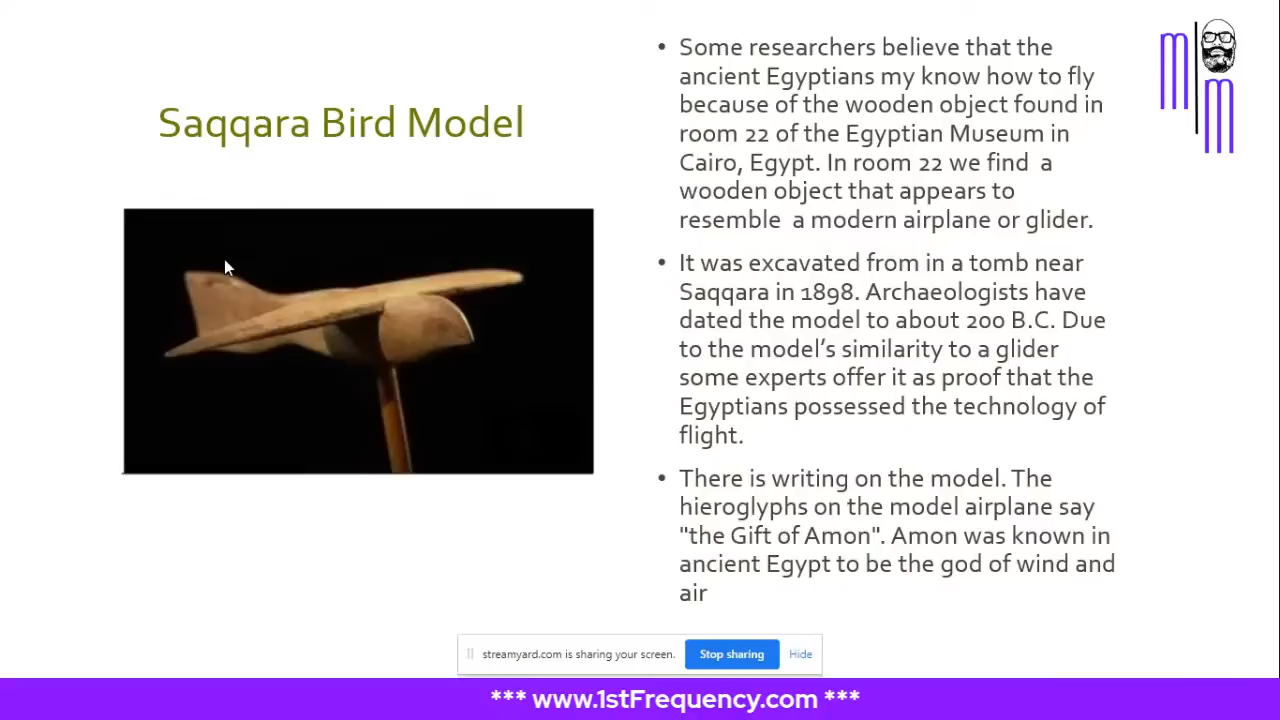 Saqqara Bird Model
• Some researchers believe that the
ancient Egyptians my know how to fly
because of the wooden object found in
room 22 of the Egyptian Museum in
Cairo, Egypt. In room 22 we find a
wooden object that appears to
resemble a modern airplane or glider.
• It was excavated from in a tomb near
Saqqara in 1898. Archaeologists have
dated the model to about 200 B.C. Due
to the model’s similarity to a glider
some experts offer it as proof that the
Egyptians possessed the technology of
flight.
• There is writing on the model. The
hieroglyphs on the model airplane say
"the Gift of Amon". Amon was known in
ancient Egypt to be the god of wind and
air
m
m
streamyard.com is sharing your screen. Stop sharing Hide
*** www.1stFrequency.com ***